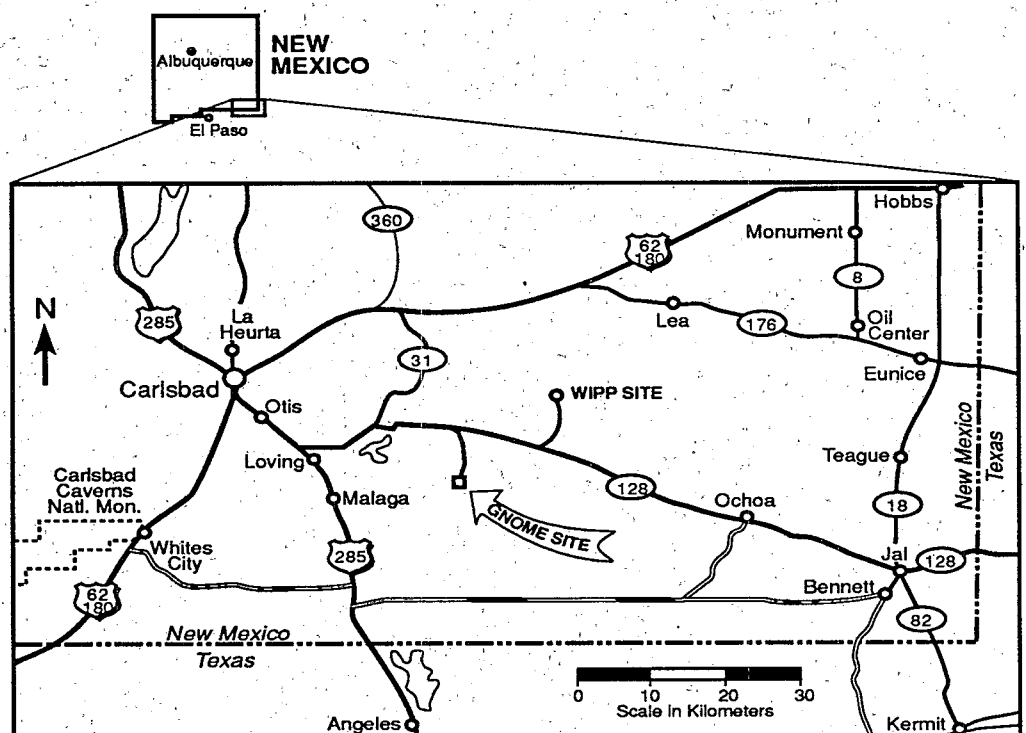 NEW
MEXICO
Albuquerque
El Paso
Hobbs
360
Monument
62
180
8
N
285
La
Heurta
Lea
176
Oil
Center
31
Eunice
Carlsbad
WIPP SITE
Otis
New Mexico
Texas
Loving
Teague
Carlsbad
Caverns
Natl. Mon.
Malaga
128
Ochoa
18
GNOME SITE
Whites
City
285
Jal
128
Bennett
62
180
82
New Mexico
Texas
0 10 20 30
Scale in Kilometers
Angeles
Kermit